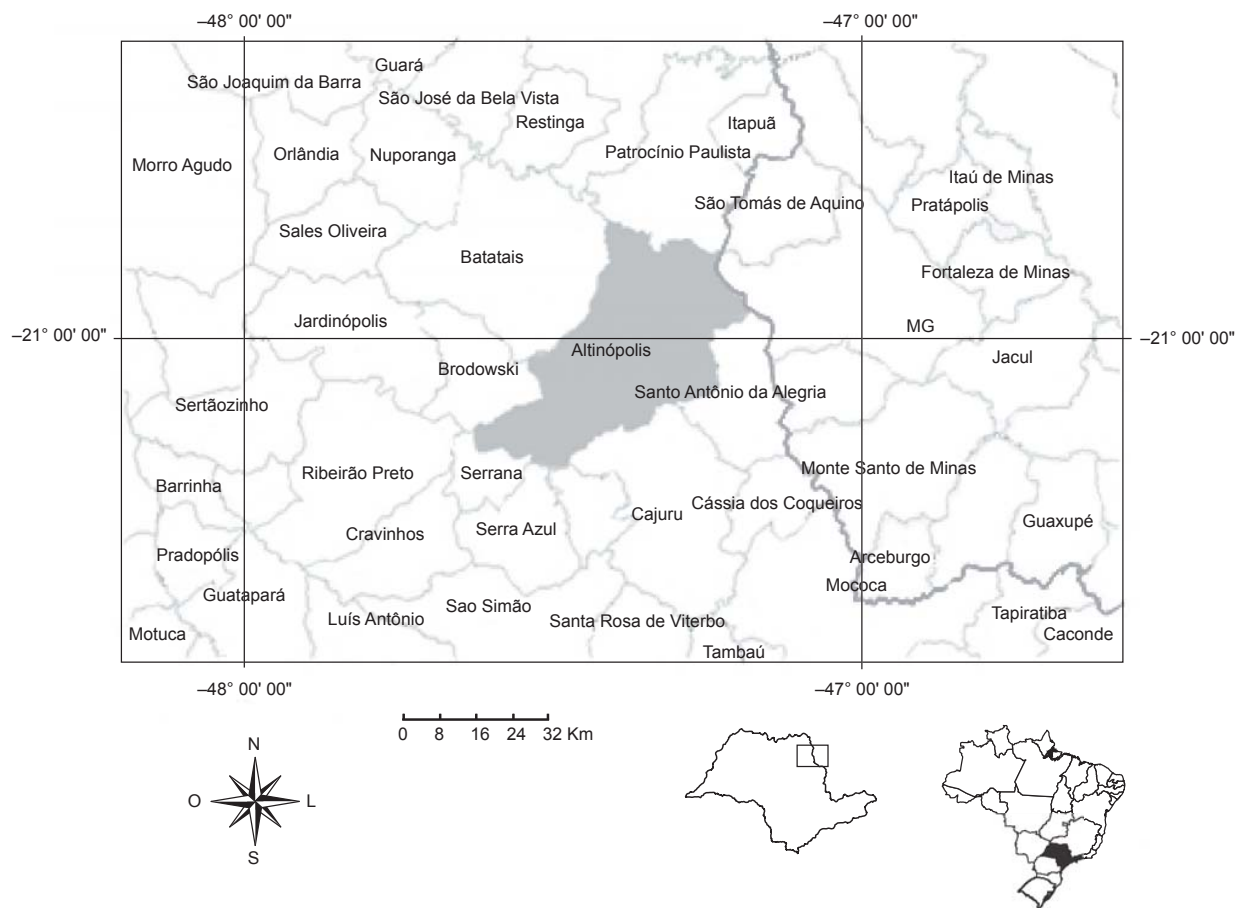 –48° 00' 00"
–47° 00' 00"
Guará
São Joaquim da Barra
São José da Bela Vista
Restinga
Itapuã
Orlândia
Nuporanga
Patrocínio Paulista
Morro Agudo
Itaú de Minas
São Tomás de Aquino
Pratápolis
Sales Oliveira
Batatais
Fortaleza de Minas
Jardinópolis
MG
–21° 00' 00"
–21° 00' 00"
Altinópolis
Jacul
Brodowski
Santo Antônio da Alegria
Sertãozinho
Ribeirão Preto
Serrana
Monte Santo de Minas
Barrinha
Cássia dos Coqueiros
Cajuru
Guaxupé
Cravinhos
Serra Azul
Pradopólis
Arceburgo
Mococa
Guatapará
Sao Simão
Luís Antônio
Santa Rosa de Viterbo
Tapiratiba
Motuca
Caconde
Tambaú
–48° 00' 00"
–47° 00' 00"
0 8 16 24 32 Km
N
O L
S